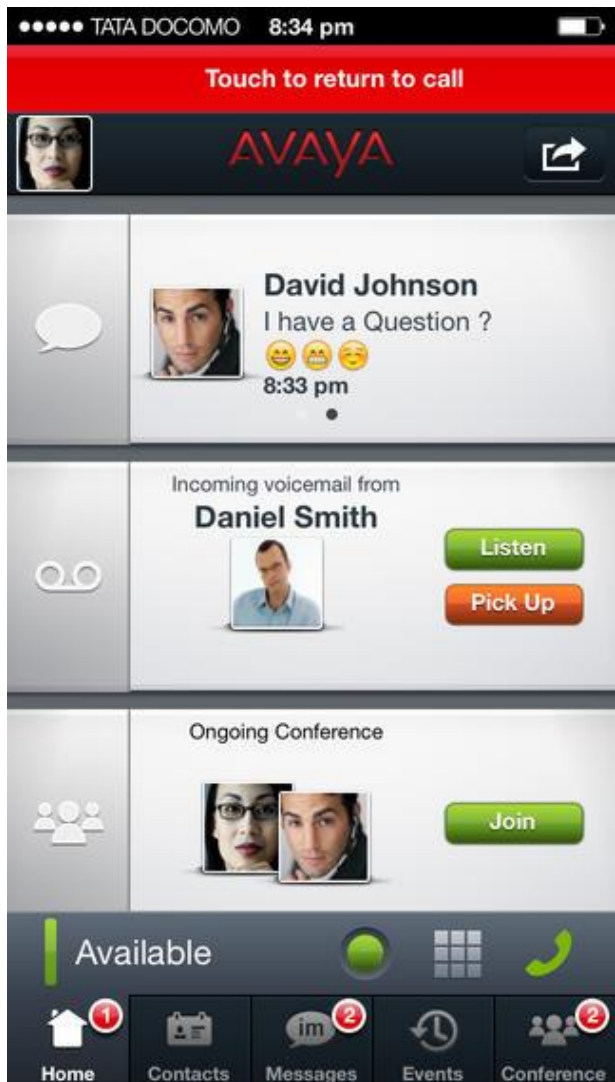 TATA DOCOMO 8:34 pm
Touch to return to call
AVAYA
David Johnson
I have a Question ?
😄😁☺️
8:33 pm
Incoming voicemail from
Daniel Smith
Listen
Pick Up
Ongoing Conference
Join
Available
1 2 2
im
Home Contacts Messages Events Conference